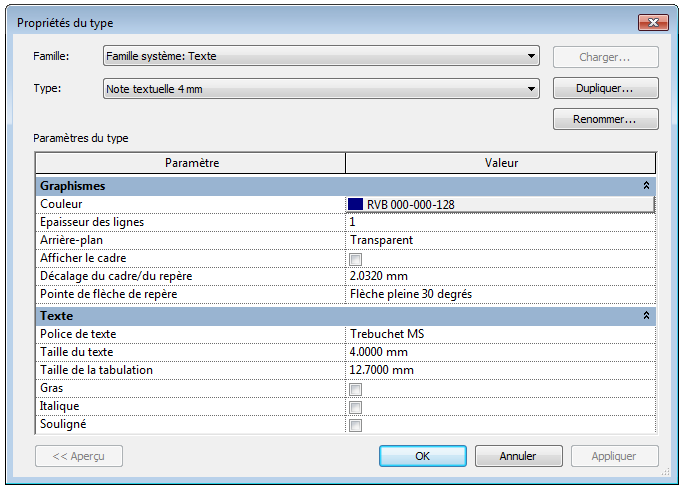 Propriétés du type
Famille: Famille système: Texte Charger...
Type: Note textuelle 4 mm Dupliquer...
Renommer...
Paramètres du type
Paramètre Valeur
Graphismes
Couleur RVB 000-000-128
Epaisseur des lignes 1
Arrière-plan Transparent
Afficher le cadre
Décalage du cadre/du repère 2.0320 mm
Pointe de flèche de repère Flèche pleine 30 degrés
Texte
Police de texte Trebuchet MS
Taille du texte 4.0000 mm
Taille de la tabulation 12.7000 mm
Gras
Italique
Souligné
<< Aperçu OK Annuler Appliquer